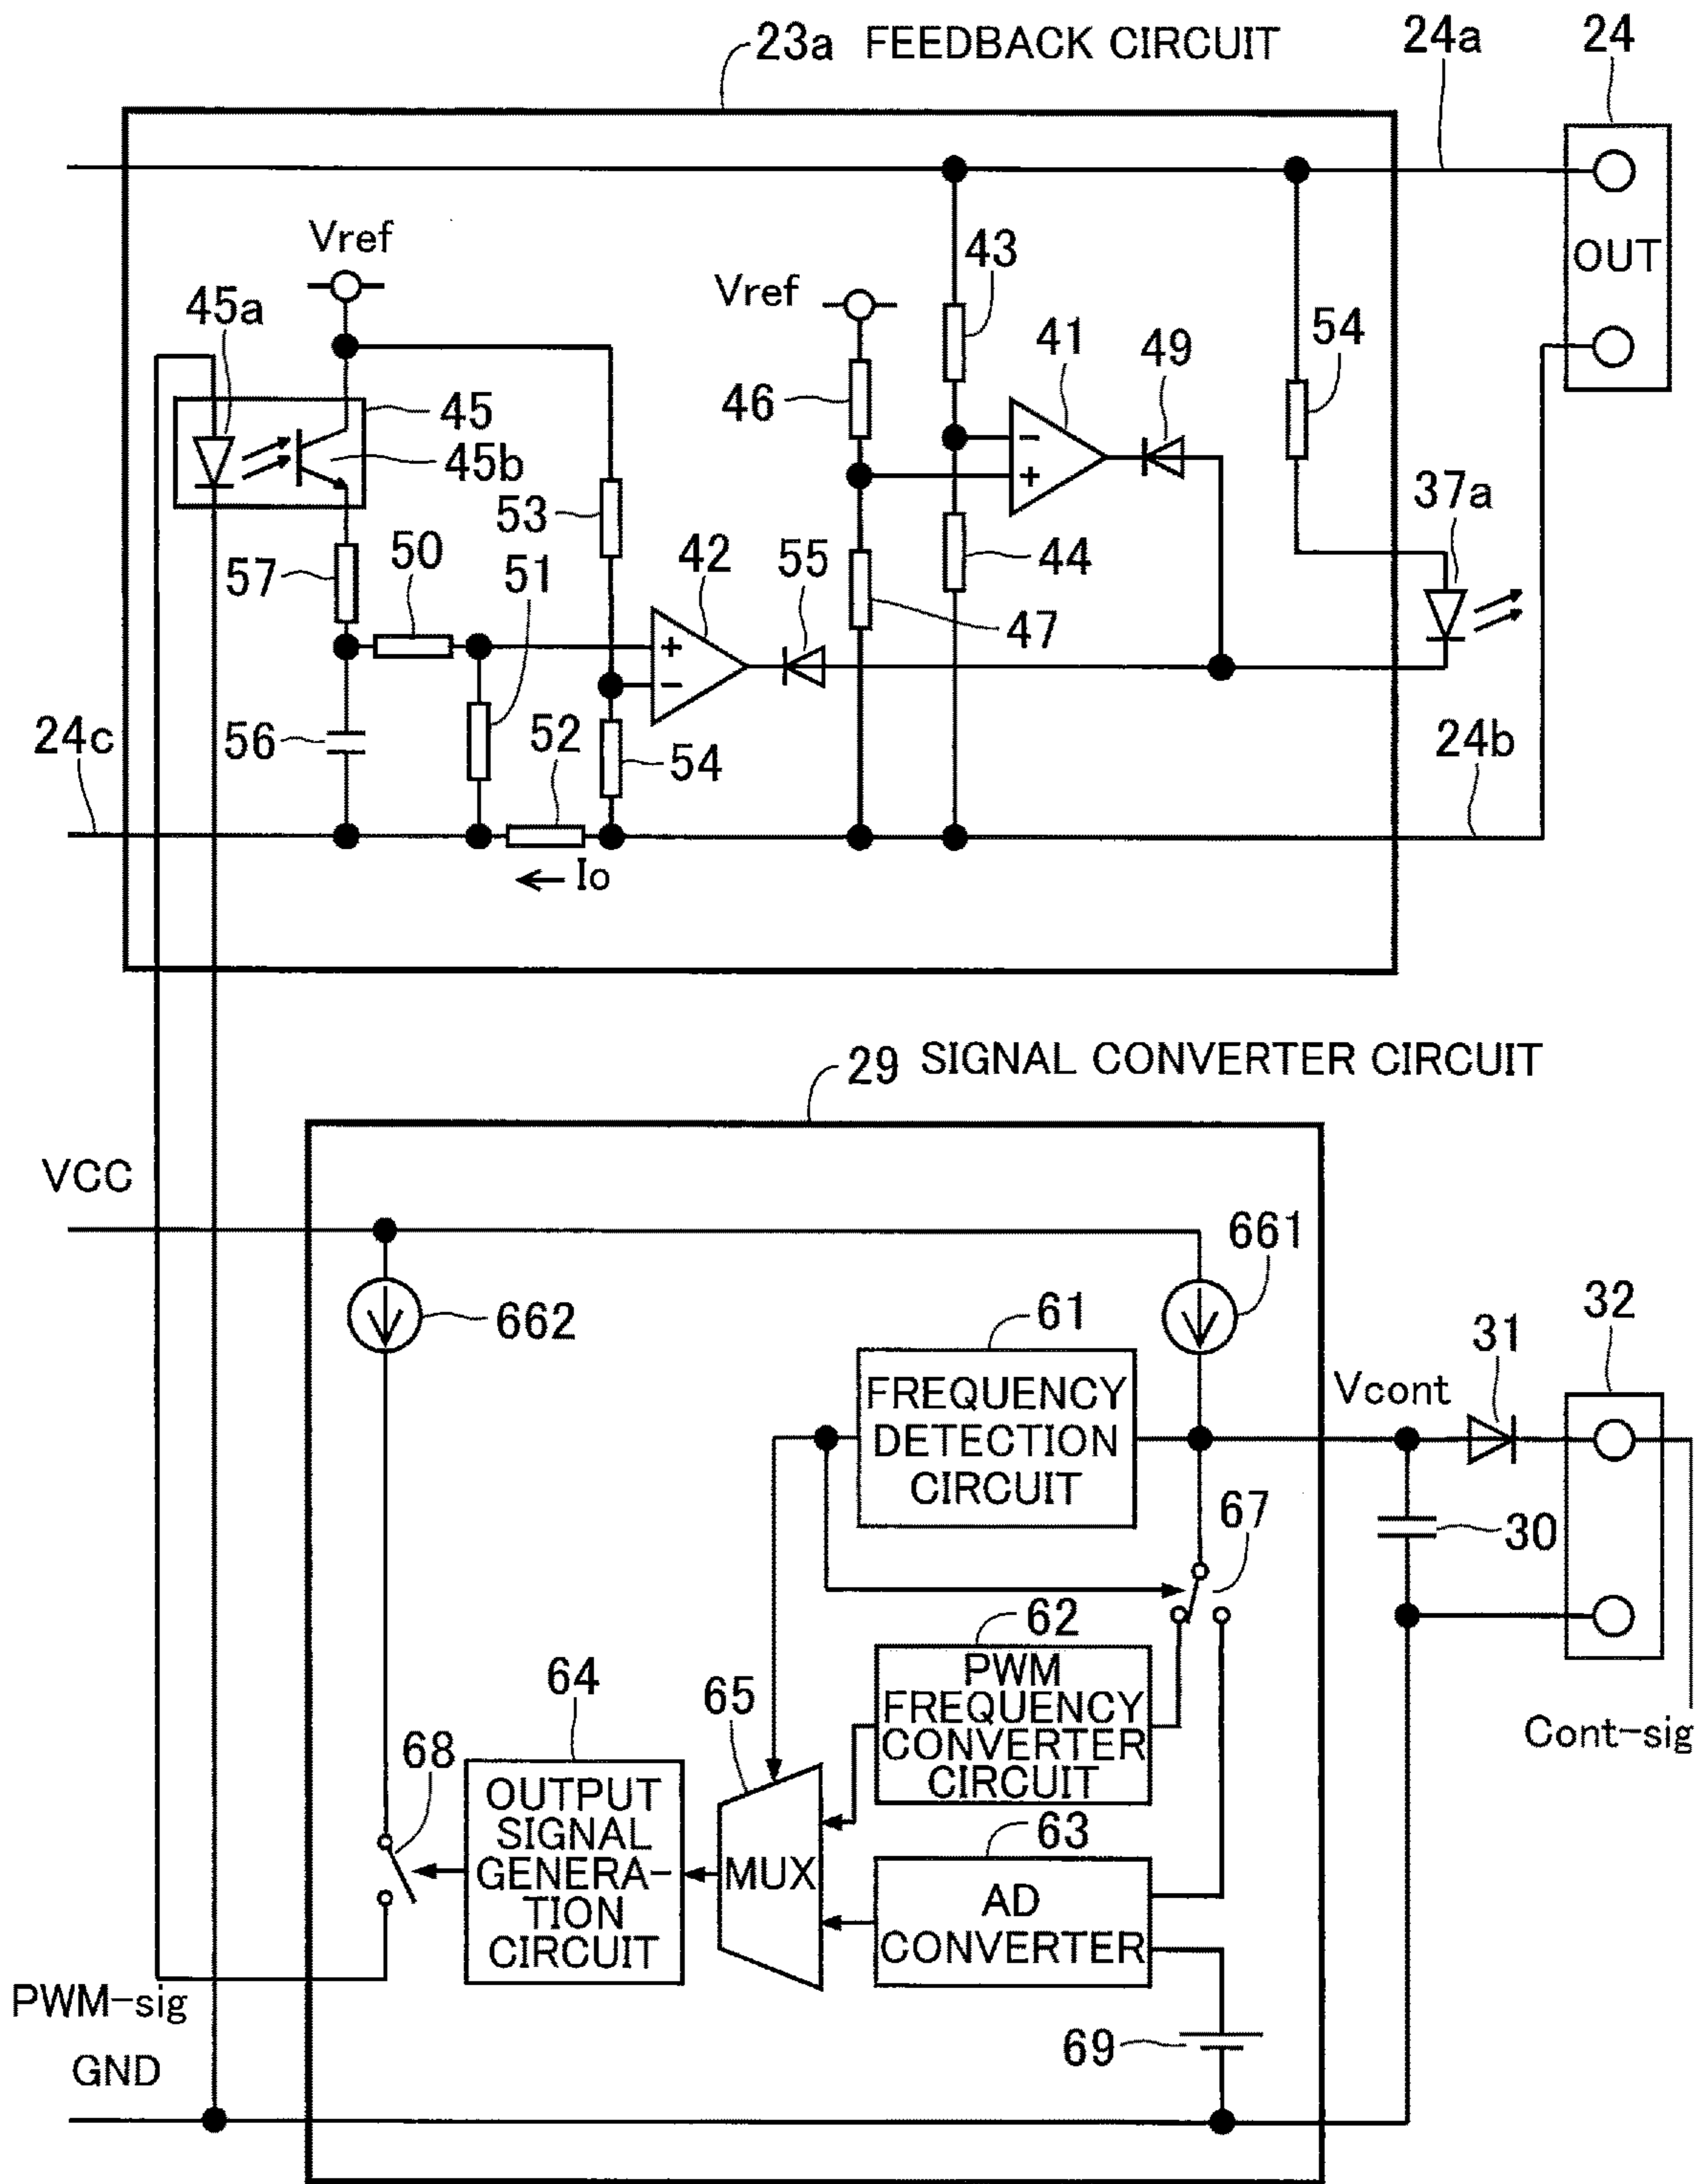 23a FEEDBACK CIRCUIT
24a
24
Vref
45a
Vref
43
OUT
41
49
54
46
45
45b
37a
53
57
50
51
42
55
44
47
24c
56
52
54
24b
Io
29 SIGNAL CONVERTER CIRCUIT
VCC
661
662
61
32
31
FREQUENCY
DETECTION
CIRCUIT
Vcont
67
30
62
PWM
FREQUENCY
CONVERTER
CIRCUIT
64
65
Cont-sig
68
OUTPUT
SIGNAL
GENERA-
TION
CIRCUIT
MUX
63
AD
CONVERTER
PWM-sig
69
GND